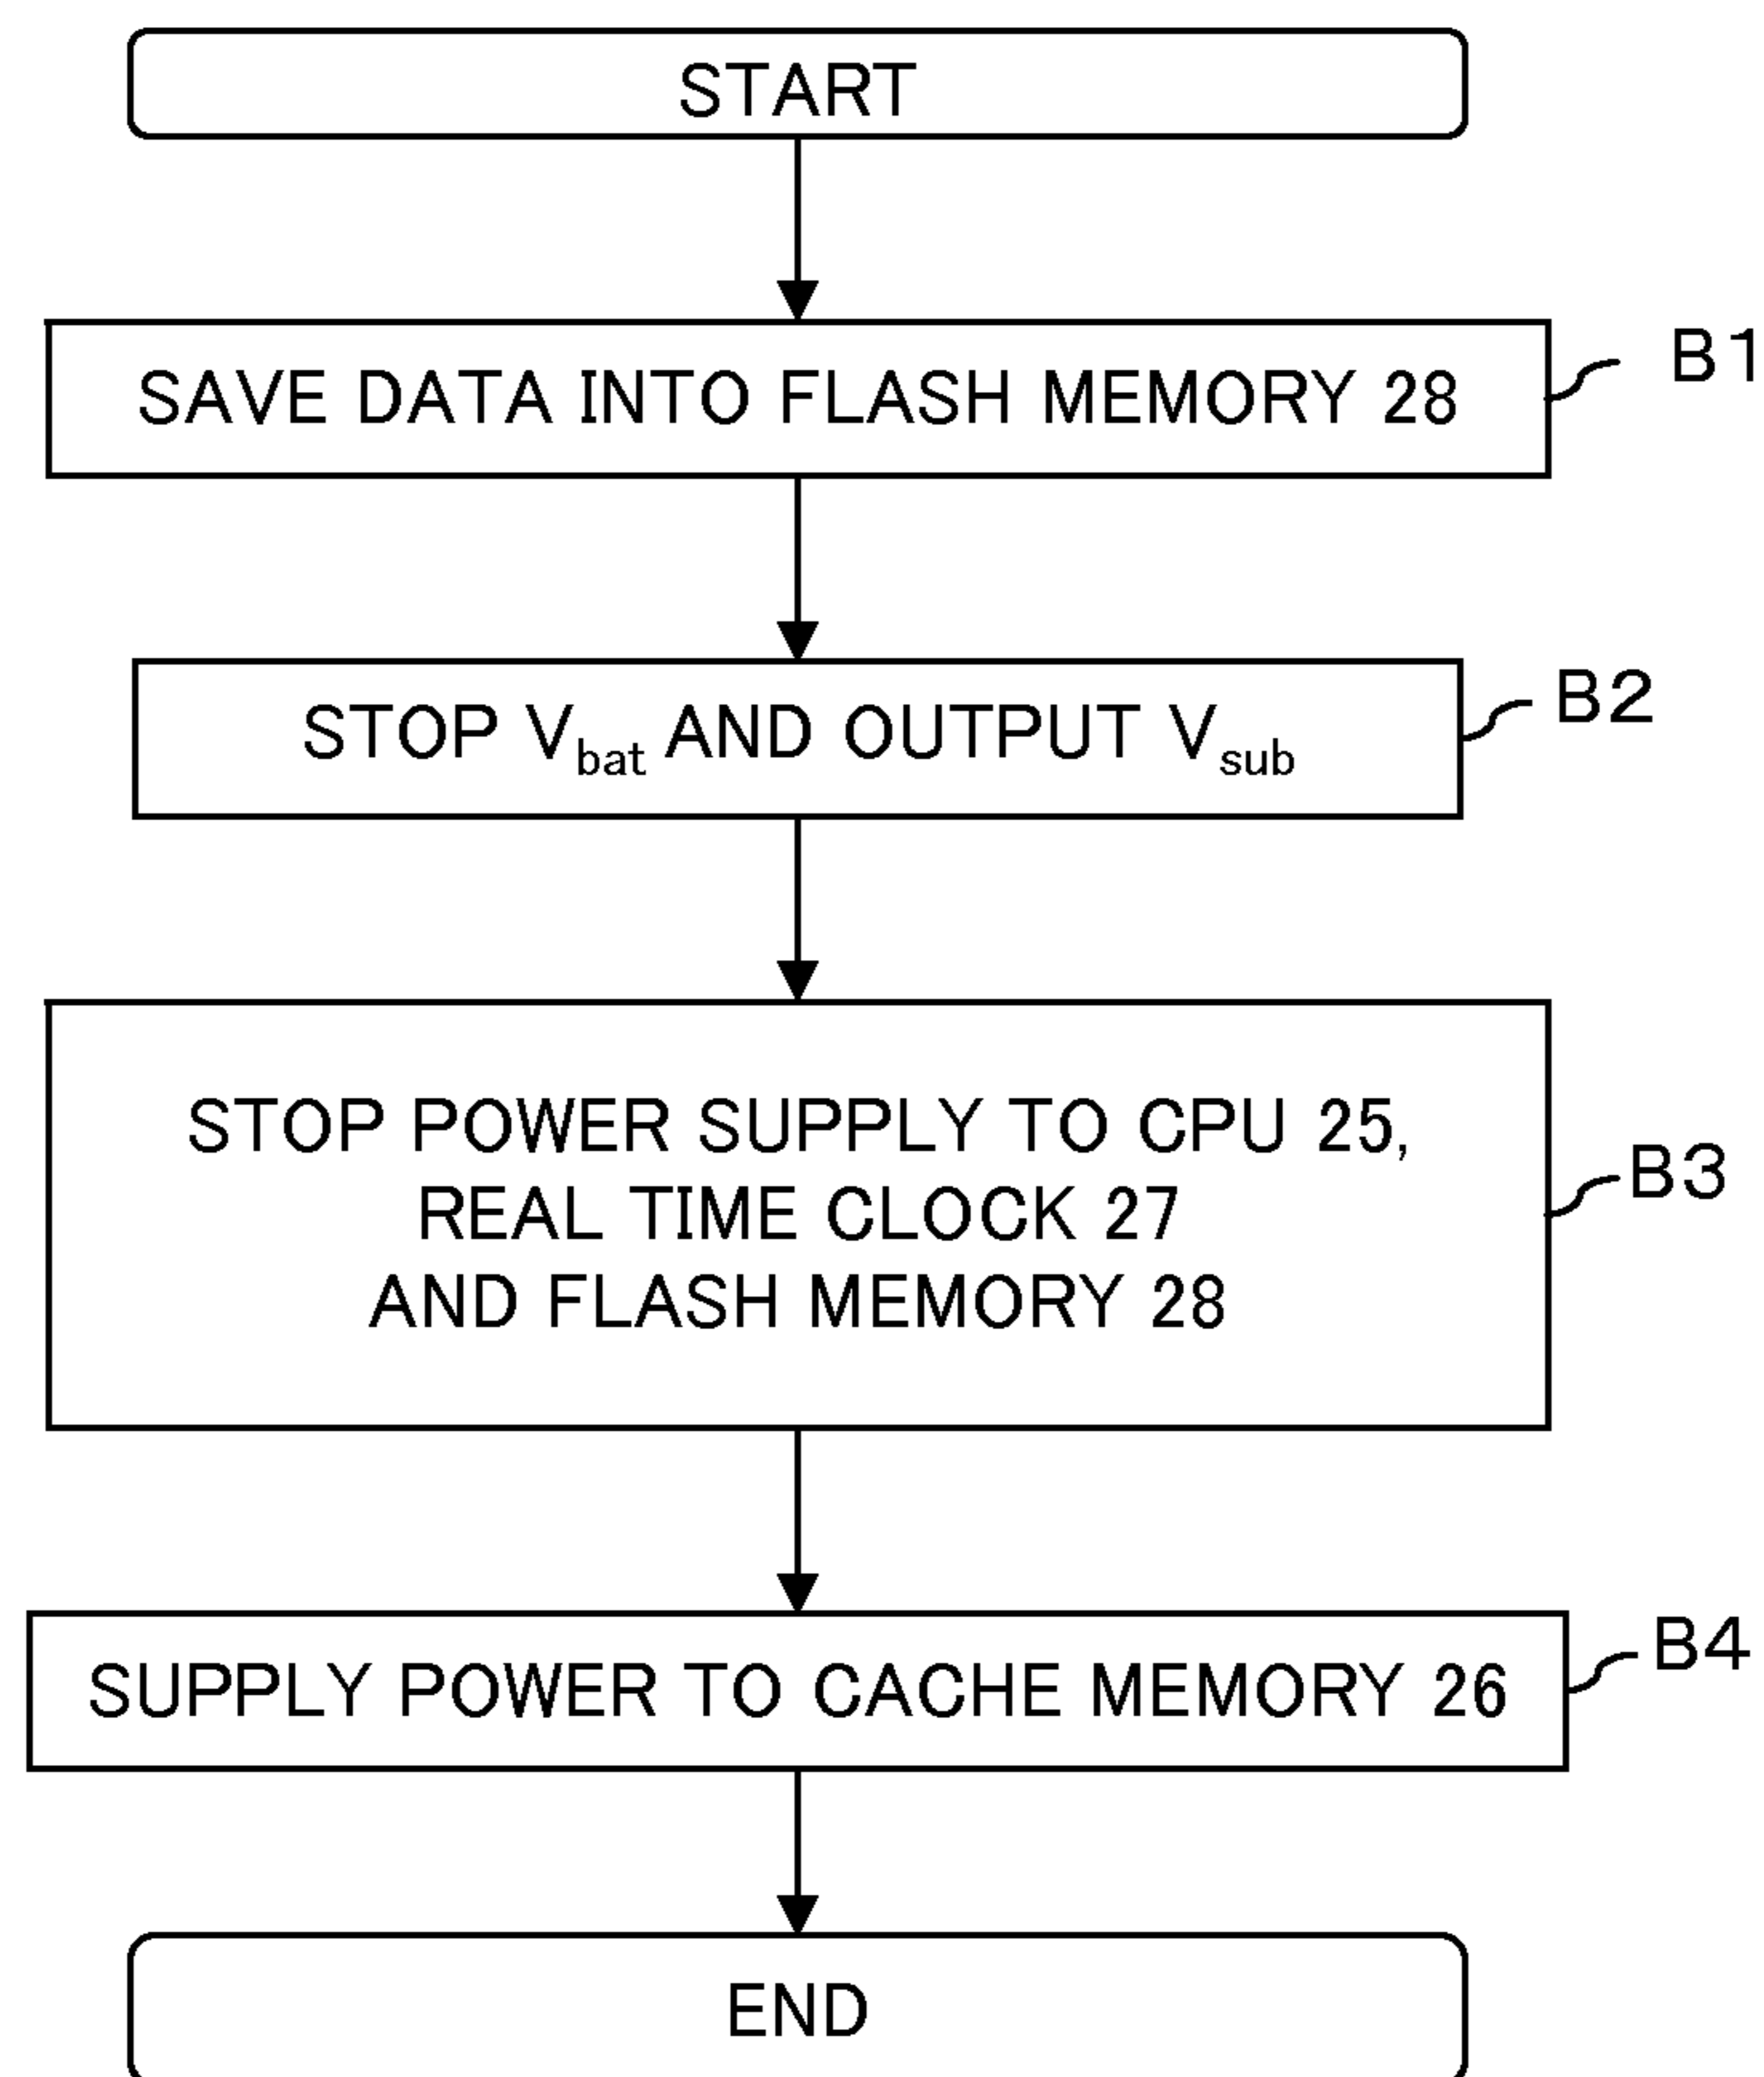 START
SAVE DATA INTO FLASH MEMORY 28
B1
STOP Vbat AND OUTPUT Vsub
B2
STOP POWER SUPPLY TO CPU 25,
REAL TIME CLOCK 27
AND FLASH MEMORY 28
B3
SUPPLY POWER TO CACHE MEMORY 26
B4
END